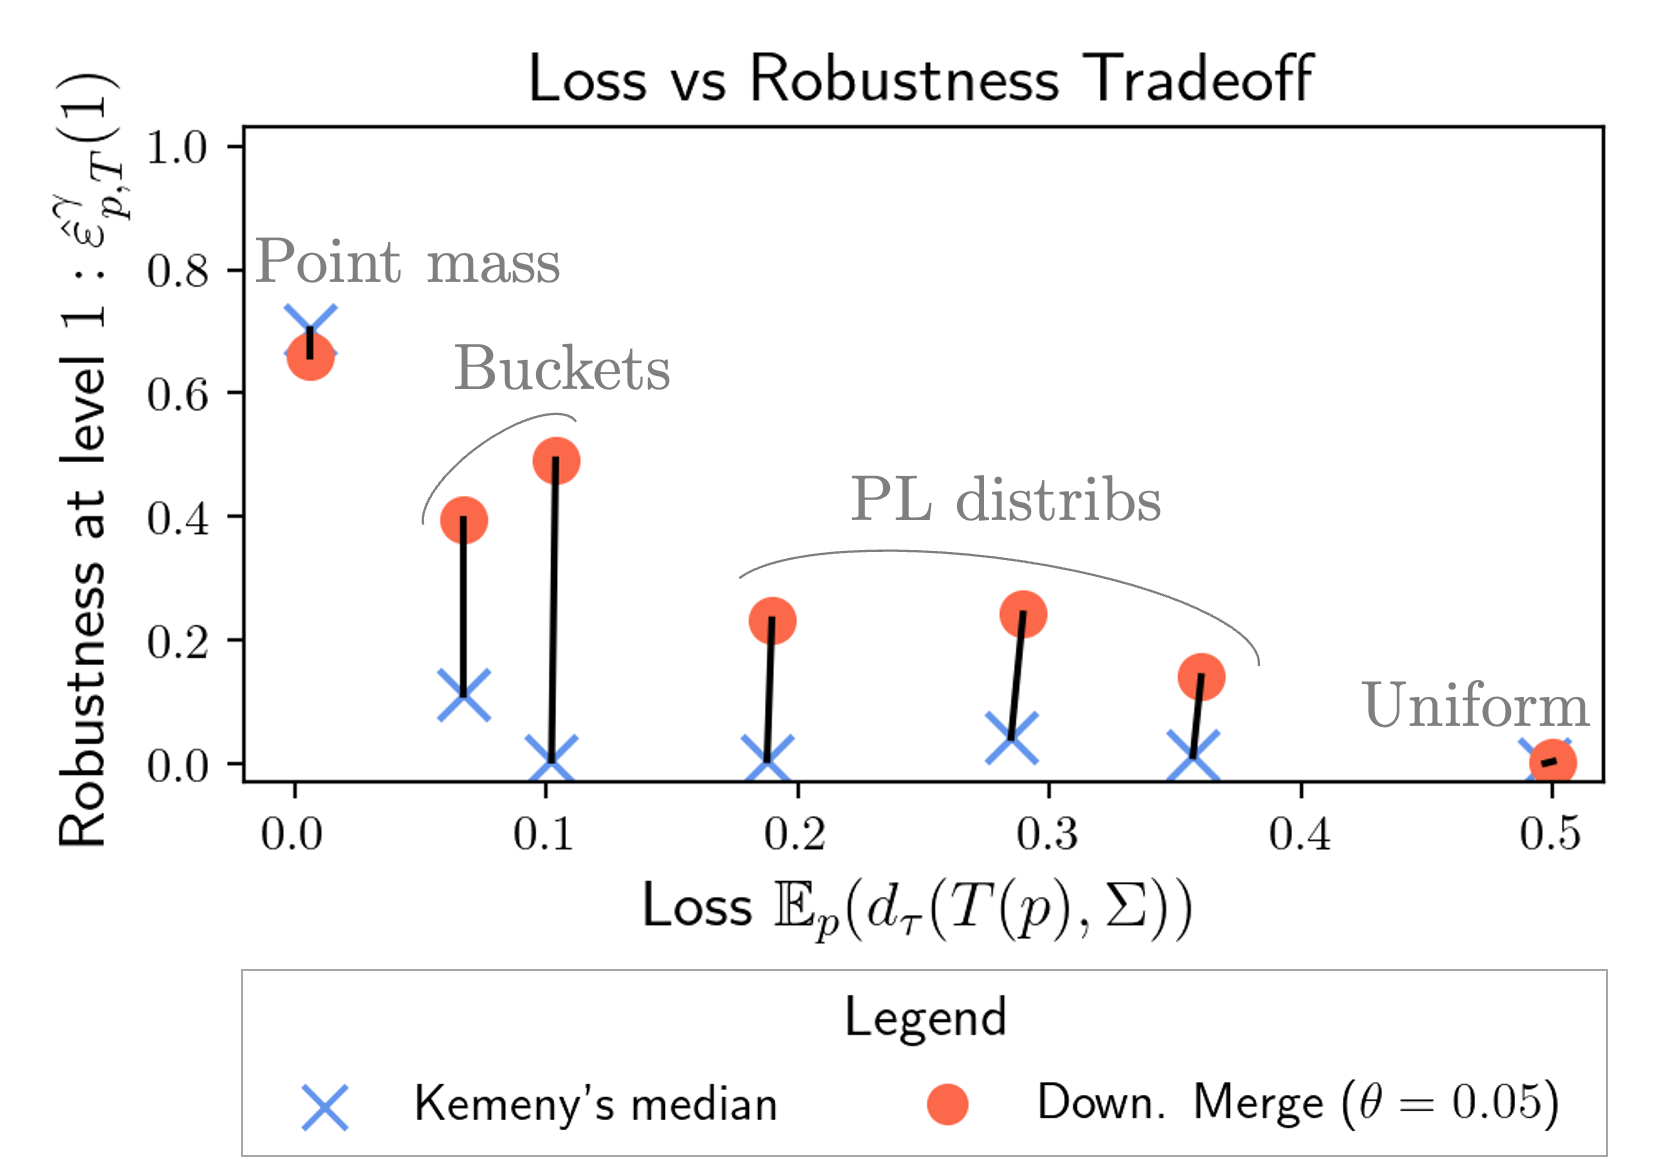 Loss vs Robustness Tradeoff
Robustness at level 1 : ε̂^γ_{p,T}(1)
1.0
0.8
0.6
0.4
0.2
0.0
Point mass
Buckets
PL distribs
Uniform
0.0 0.1 0.2 0.3 0.4 0.5
Loss 𝔼_p(d_τ(T(p), Σ))
Legend
Kemeny's median Down. Merge (θ = 0.05)